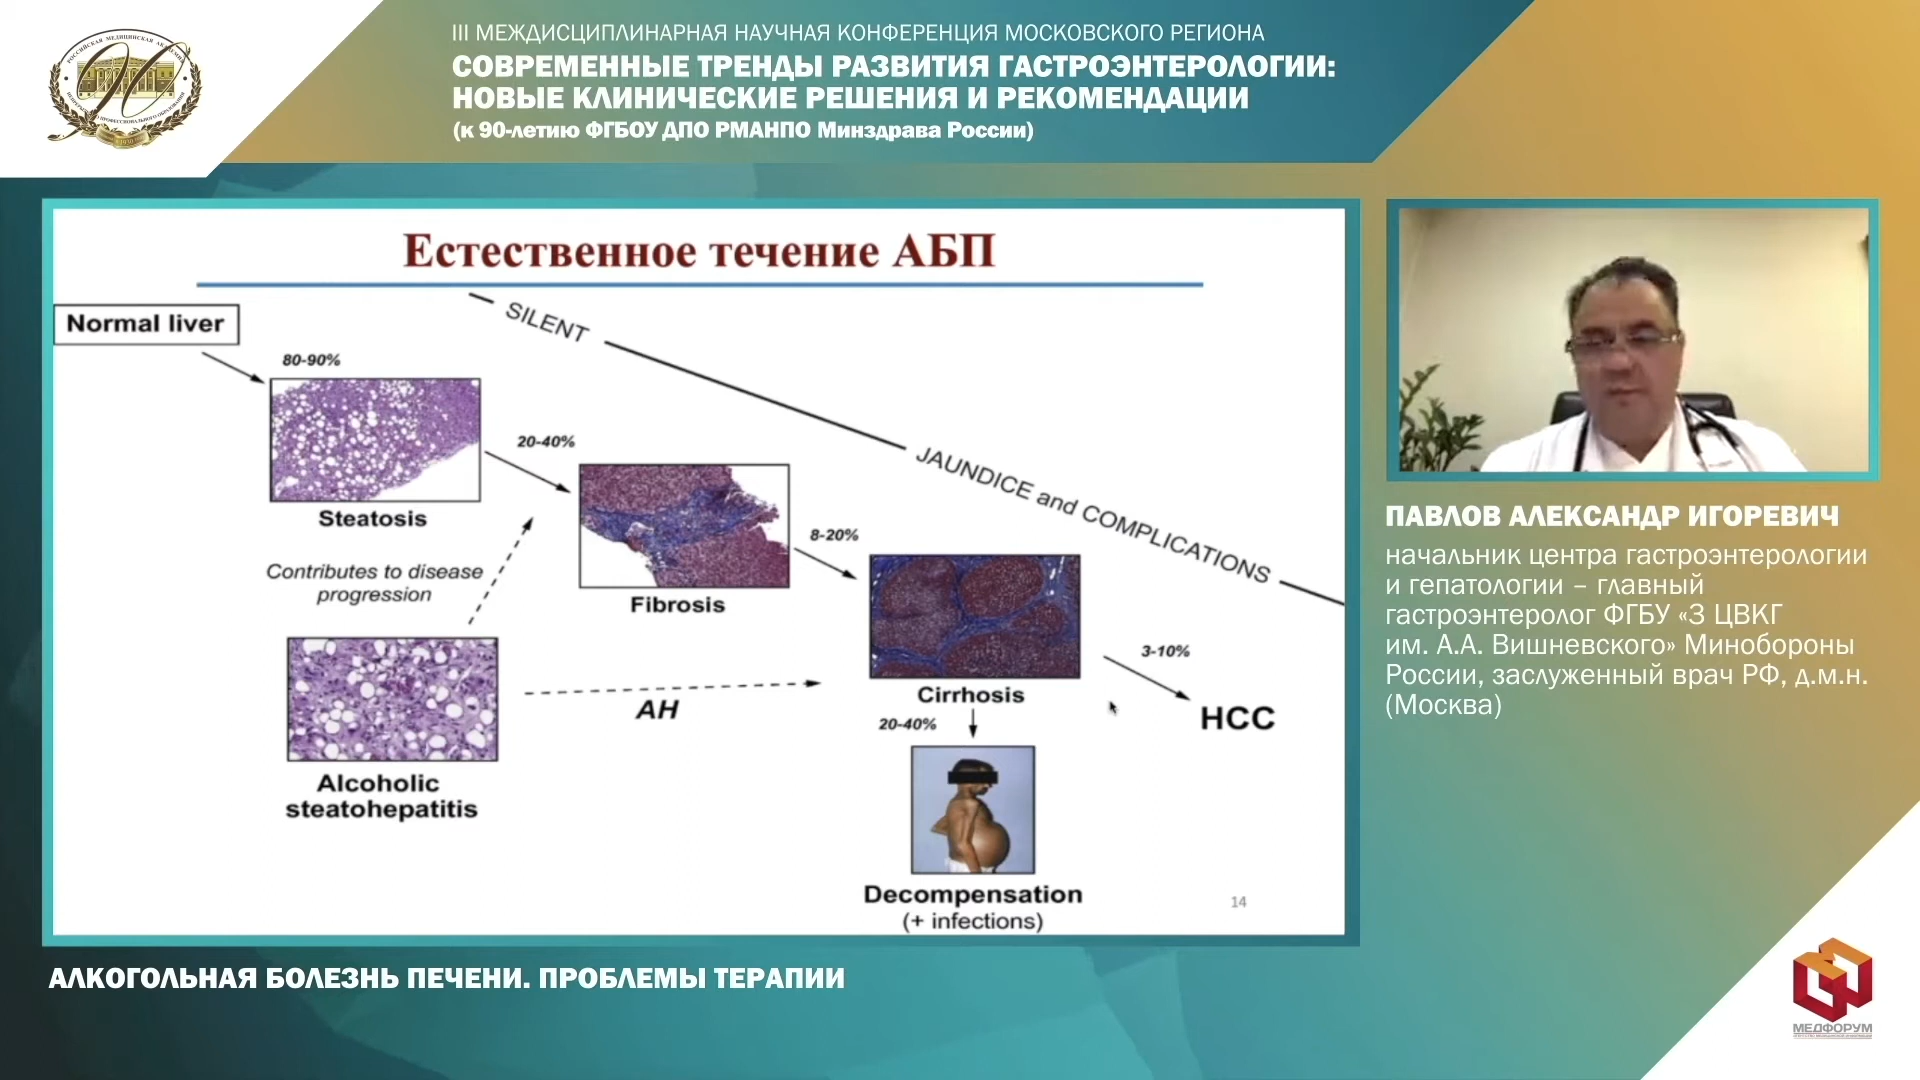 III МЕЖДИСЦИПЛИНАРНАЯ НАУЧНАЯ КОНФЕРЕНЦИЯ МОСКОВСКОГО РЕГИОНА
СОВРЕМЕННЫЕ ТРЕНДЫ РАЗВИТИЯ ГАСТРОЭНТЕРОЛОГИИ:
НОВЫЕ КЛИНИЧЕСКИЕ РЕШЕНИЯ И РЕКОМЕНДАЦИИ
(к 90-летию ФГБОУ ДПО РМАНПО Минздрава России)
Естественное течение АБП
Normal liver
SILENT
80-90%
20-40%
Steatosis
JAUNDICE and COMPLICATIONS
8-20%
Contributes to disease
progression
Fibrosis
3-10%
Cirrhosis
AH
HCC
20-40%
Alcoholic
steatohepatitis
Decompensation
(+ infections)
14
ПАВЛОВ АЛЕКСАНДР ИГОРЕВИЧ
начальник центра гастроэнтерологии
и гепатологии – главный
гастроэнтеролог ФГБУ «3 ЦВКГ
им. А.А. Вишневского» Минобороны
России, заслуженный врач РФ, д.м.н.
(Москва)
АЛКОГОЛЬНАЯ БОЛЕЗНЬ ПЕЧЕНИ. ПРОБЛЕМЫ ТЕРАПИИ
МЕДФОРУМ